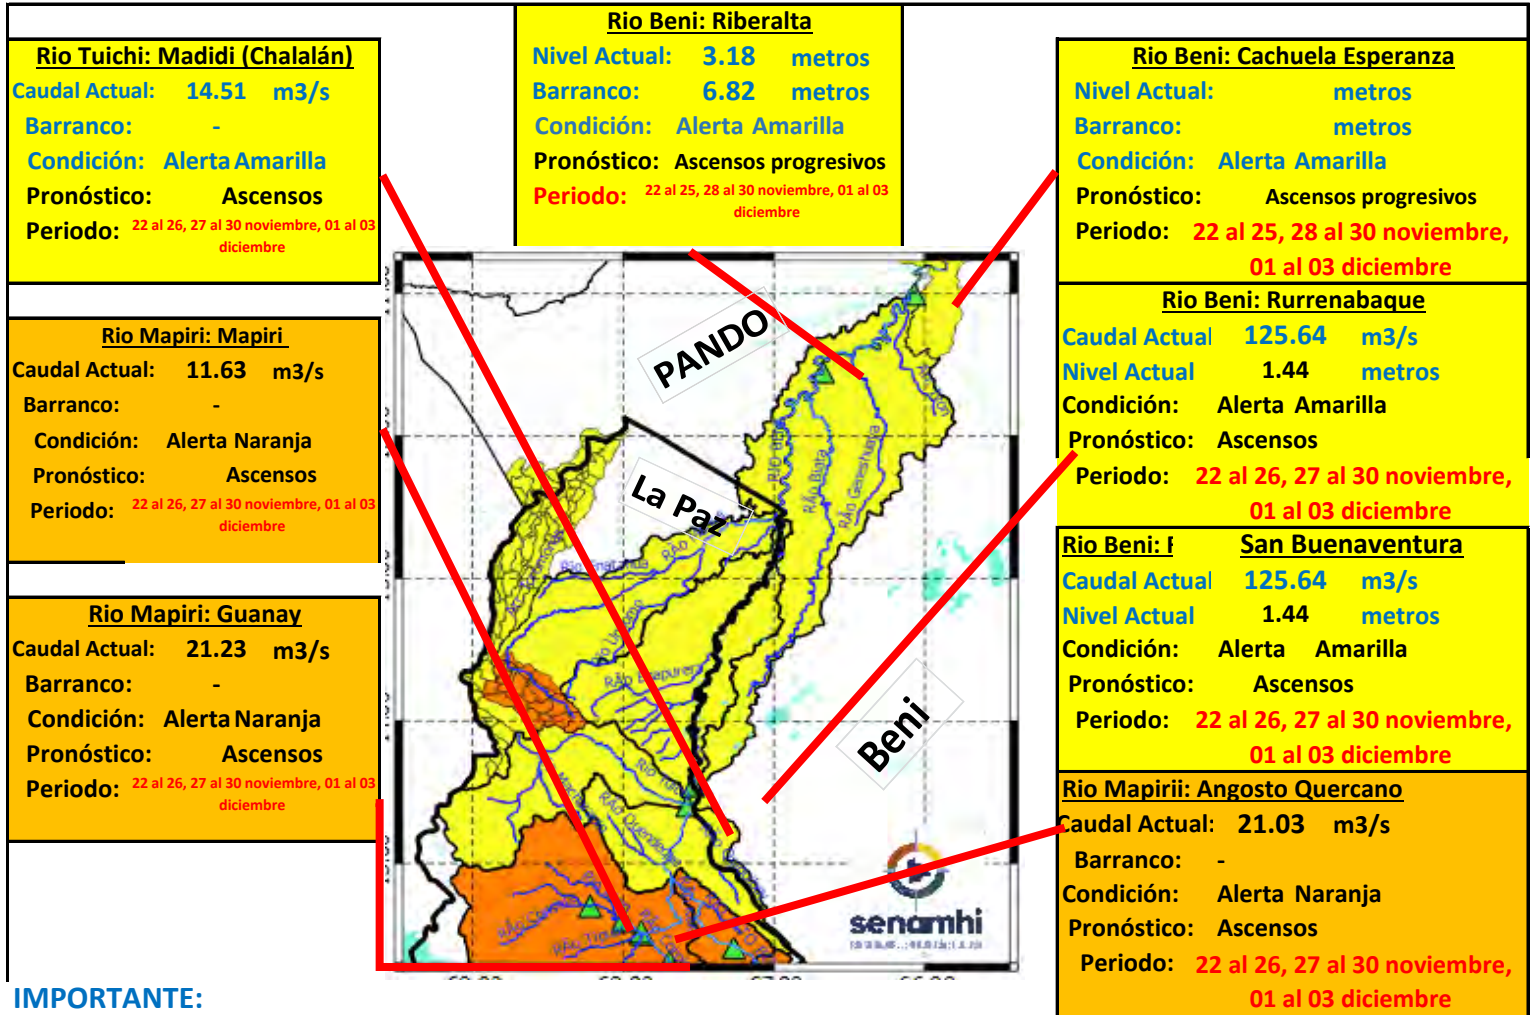 Rio Tuichi: Madidi (Chalalán)
Caudal Actual: 14.51 m3/s
Barranco: -
Condición: Alerta Amarilla
Pronóstico: Ascensos
Periodo: 22 al 26, 27 al 30 noviembre, 01 al 03
diciembre
Rio Mapiri: Mapiri
Caudal Actual: 11.63 m3/s
Barranco: -
Condición: Alerta Naranja
Pronóstico: Ascensos
Periodo: 22 al 26, 27 al 30 noviembre, 01 al 03
diciembre
Rio Mapiri: Guanay
Caudal Actual: 21.23 m3/s
Barranco: -
Condición: Alerta Naranja
Pronóstico: Ascensos
Periodo: 22 al 26, 27 al 30 noviembre, 01 al 03
diciembre
Rio Beni: Riberalta
Nivel Actual: 3.18 metros
Barranco: 6.82 metros
Condición: Alerta Amarilla
Pronóstico: Ascensos progresivos
Periodo: 22 al 25, 28 al 30 noviembre, 01 al 03
diciembre
PANDO
La Paz
Beni
RÃo Biata
RÃo Geneshuaya
senamhi
Rio Beni: Cachuela Esperanza
Nivel Actual: metros
Barranco: metros
Condición: Alerta Amarilla
Pronóstico: Ascensos progresivos
Periodo: 22 al 25, 28 al 30 noviembre,
01 al 03 diciembre
Rio Beni: Rurrenabaque
Caudal Actual 125.64 m3/s
Nivel Actual 1.44 metros
Condición: Alerta Amarilla
Pronóstico: Ascensos
Periodo: 22 al 26, 27 al 30 noviembre,
01 al 03 diciembre
Rio Beni: San Buenaventura
Caudal Actual 125.64 m3/s
Nivel Actual 1.44 metros
Condición: Alerta Amarilla
Pronóstico: Ascensos
Periodo: 22 al 26, 27 al 30 noviembre,
01 al 03 diciembre
Rio Mapirii: Angosto Quercano
Caudal Actual: 21.03 m3/s
Barranco: -
Condición: Alerta Naranja
Pronóstico: Ascensos
Periodo: 22 al 26, 27 al 30 noviembre,
01 al 03 diciembre
IMPORTANTE: